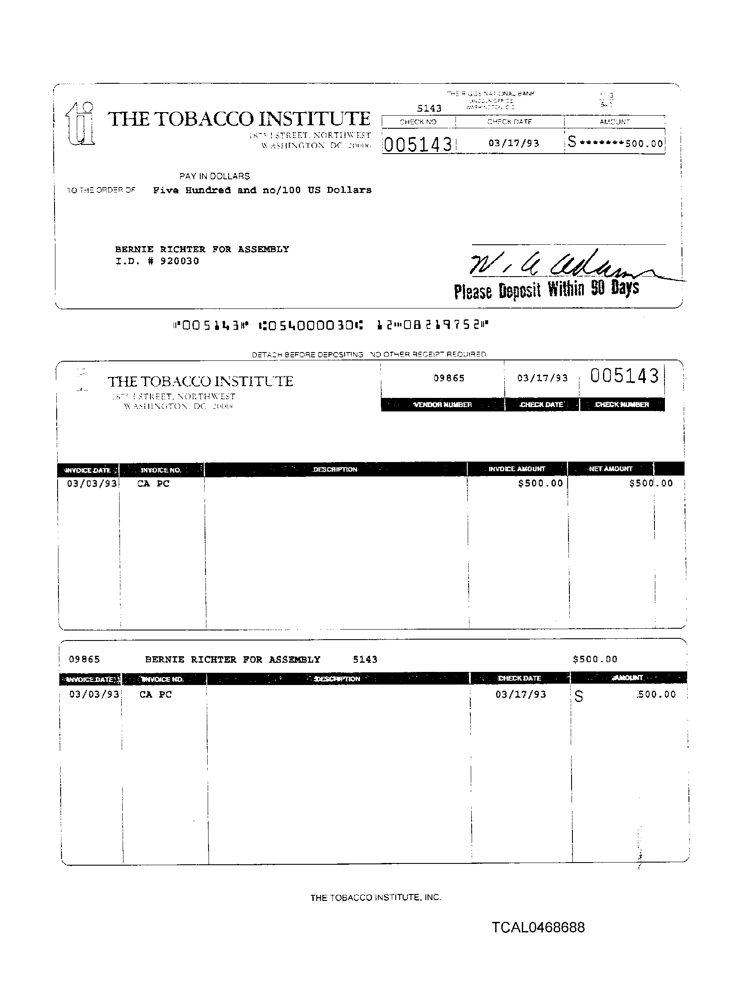 THE RIGGS NATIONAL BANK
LINCOLN OFFICE
WASHINGTON, D.C.
5143
THE TOBACCO INSTITUTE
1875 I STREET, NORTHWEST
WASHINGTON, DC 20006
CHECK NO CHECK DATE AMOUNT
005143 03/17/93 $*******500.00
PAY IN DOLLARS
TO THE ORDER OF Five Hundred and no/100 US Dollars
BERNIE RICHTER FOR ASSEMBLY
I.D. # 920030
W. A Adams
Please Deposit Within 90 Days
⑈005143⑈ ⑆054000030⑆ 12⑉08219752⑈
DETACH BEFORE DEPOSITING NO OTHER RECEIPT REQUIRED
THE TOBACCO INSTITUTE
1875 I STREET, NORTHWEST
WASHINGTON, DC 20006
09865 03/17/93 005143
VENDOR NUMBER CHECK DATE CHECK NUMBER
INVOICE DATE INVOICE NO. DESCRIPTION INVOICE AMOUNT NET AMOUNT
03/03/93 CA PC $500.00 $500.00
09865 BERNIE RICHTER FOR ASSEMBLY 5143 $500.00
INVOICE DATE INVOICE NO. DESCRIPTION CHECK DATE AMOUNT
03/03/93 CA PC 03/17/93 $ 500.00
THE TOBACCO INSTITUTE, INC.
TCAL0468688